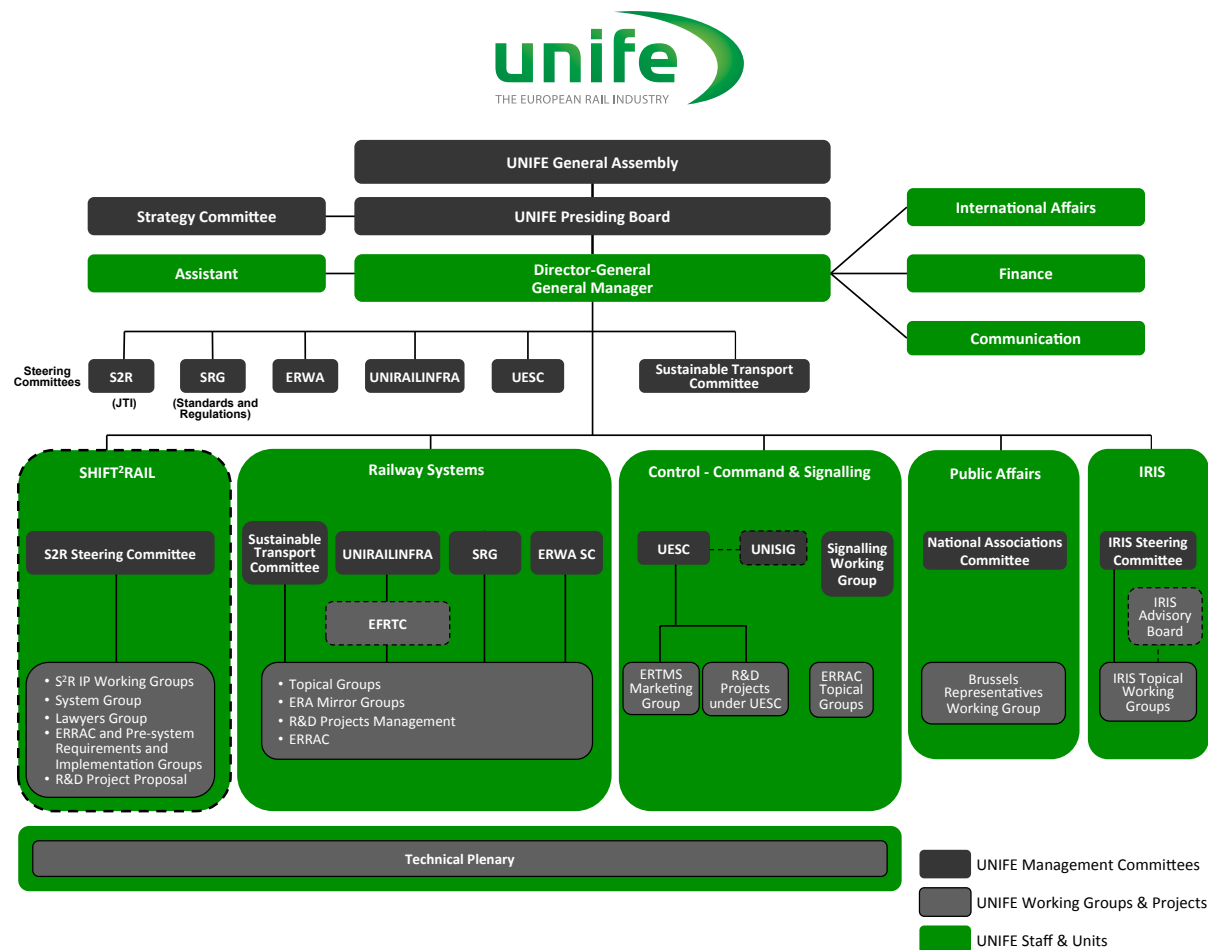 unife
THE EUROPEAN RAIL INDUSTRY
UNIFE General Assembly
Strategy Committee
UNIFE Presiding Board
International Affairs
Assistant
Director-General
General Manager
Finance
Communication
Steering
Committees
S2R
(JTI)
SRG
(Standards and
Regulations)
ERWA
UNIRAILINFRA
UESC
Sustainable Transport
Committee
SHIFT²RAIL
S2R Steering Committee
• S²R IP Working Groups
• System Group
• Lawyers Group
• ERRAC and Pre-system
Requirements and
Implementation Groups
• R&D Project Proposal
Railway Systems
Sustainable
Transport
Committee
UNIRAILINFRA
SRG
ERWA SC
EFRTC
• Topical Groups
• ERA Mirror Groups
• R&D Projects Management
• ERRAC
Control - Command & Signalling
UESC
UNISIG
Signalling
Working
Group
ERTMS
Marketing
Group
R&D
Projects
under UESC
ERRAC
Topical
Groups
Public Affairs
National Associations
Committee
Brussels
Representatives
Working Group
IRIS
IRIS Steering
Committee
IRIS
Advisory
Board
IRIS Topical
Working
Groups
Technical Plenary
UNIFE Management Committees
UNIFE Working Groups & Projects
UNIFE Staff & Units